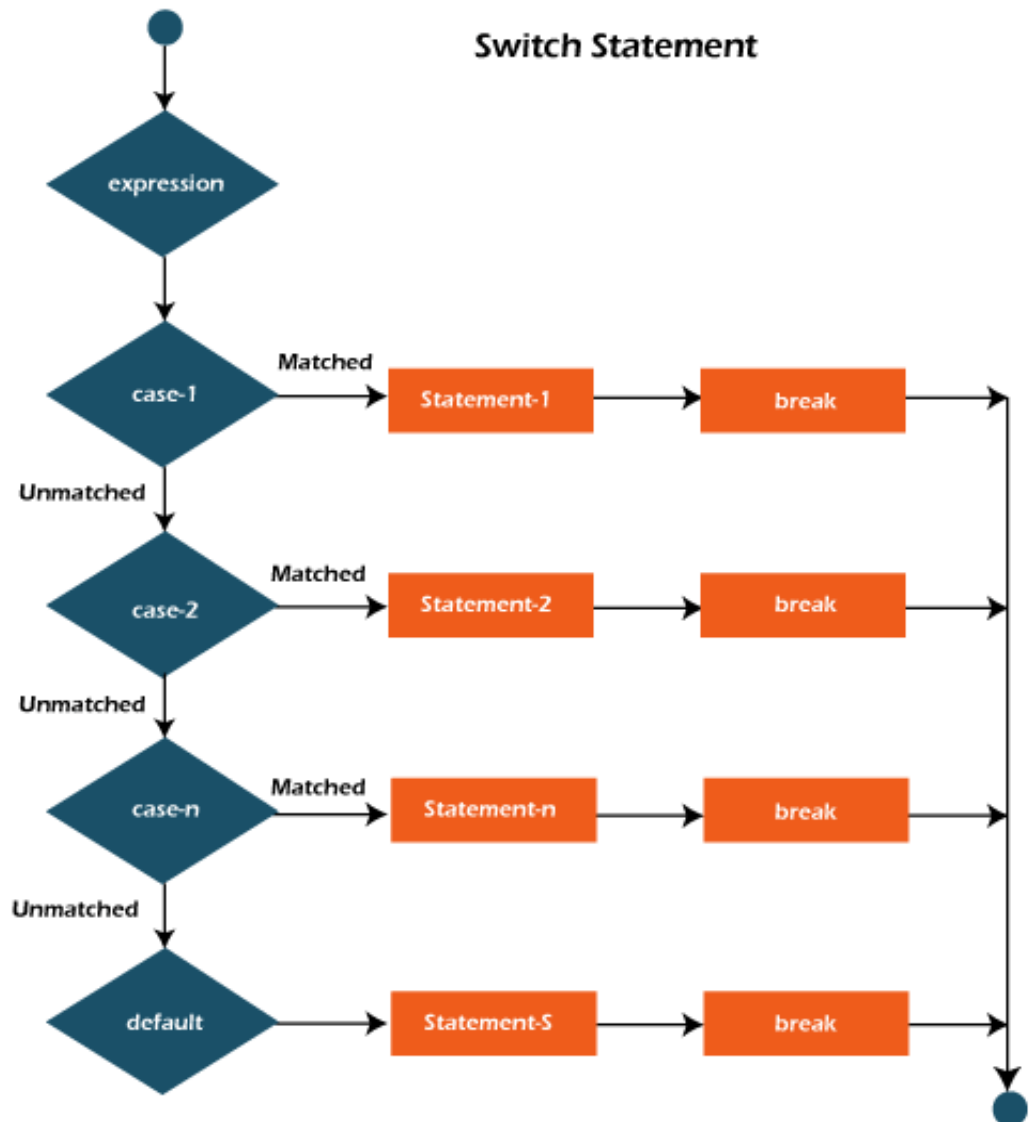 Switch Statement
expression
Matched
case-1
Statement-1
break
Unmatched
Matched
case-2
Statement-2
break
Unmatched
Matched
case-n
Statement-n
break
Unmatched
default
Statement-S
break